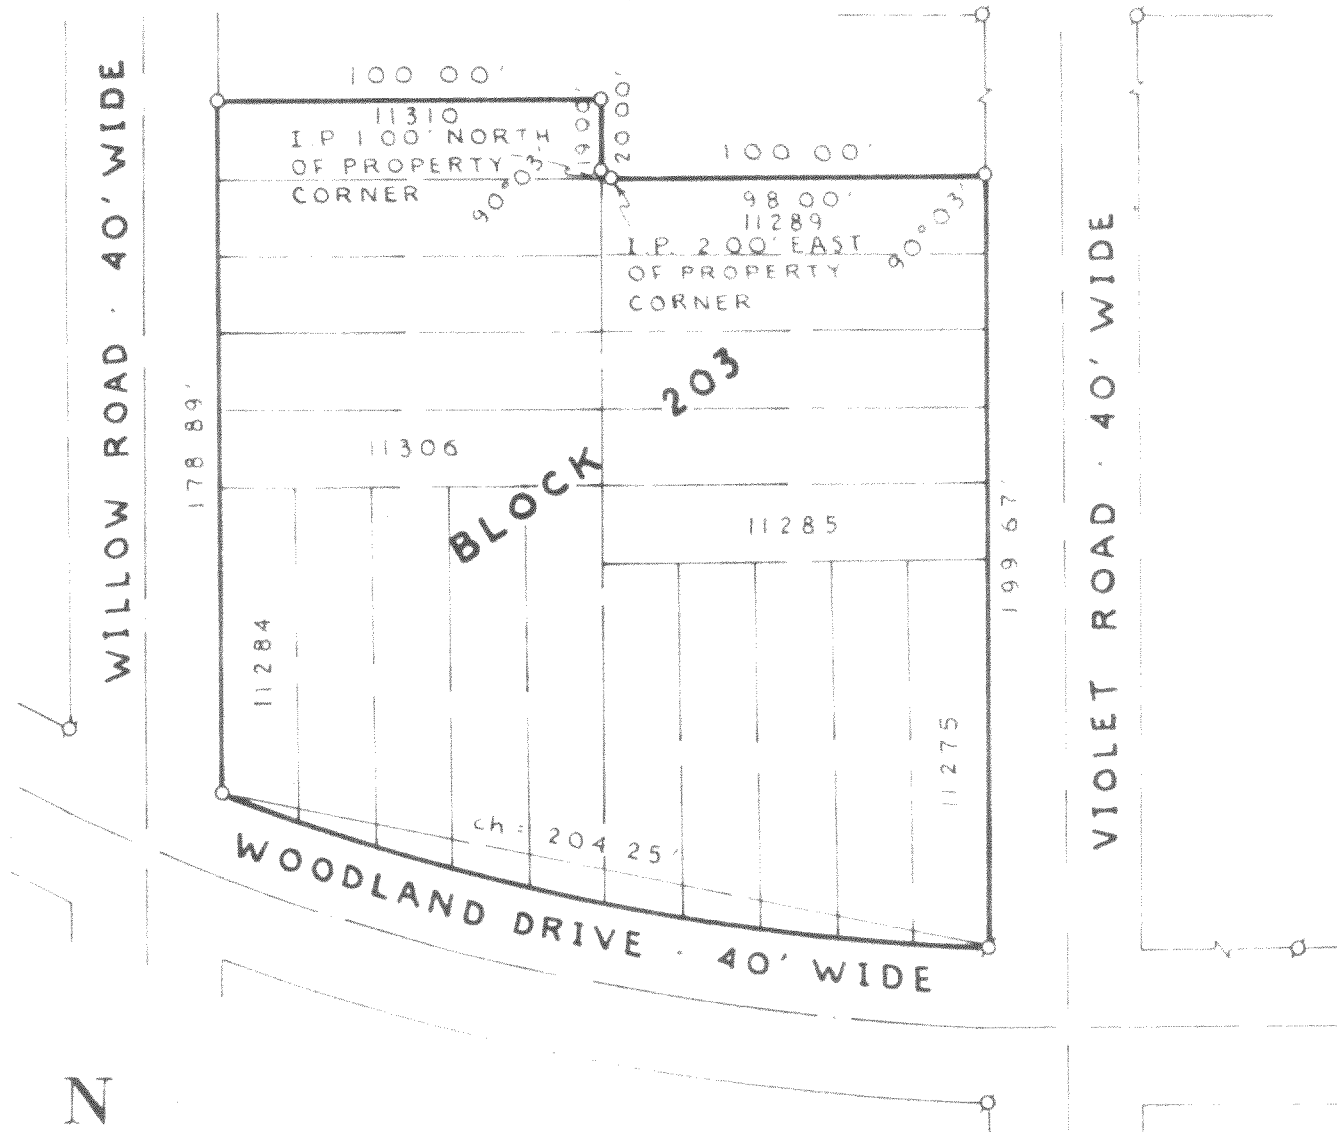 100 00'
11310
I.P 1 00' NORTH
OF PROPERTY
CORNER
90° 03'
19 00'
20 00'
100 00'
98 00'
11289
I.P. 2 00' EAST
OF PROPERTY
CORNER
90° 03'
WILLOW ROAD · 40' WIDE
178 89'
11306
BLOCK 203
11285
199 67'
VIOLET ROAD · 40' WIDE
11284
11275
ch = 204 25'
WOODLAND DRIVE · 40' WIDE
N